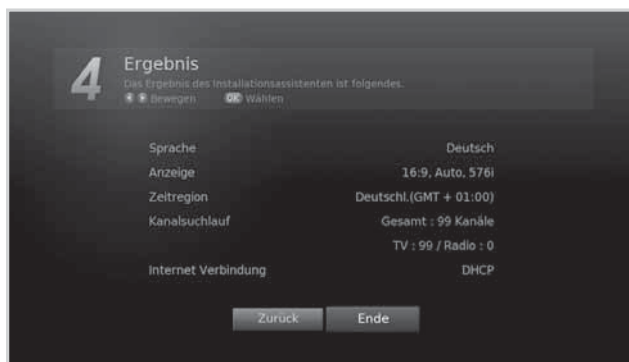 4
Ergebnis
Das Ergebnis des Installationsassistenten ist folgendes.
Bewegen OK Wählen
Sprache Deutsch
Anzeige 16:9, Auto, 576i
Zeitregion Deutschl.(GMT + 01:00)
Kanalsuchlauf Gesamt : 99 Kanäle
TV : 99 / Radio : 0
Internet Verbindung DHCP
Zurück Ende